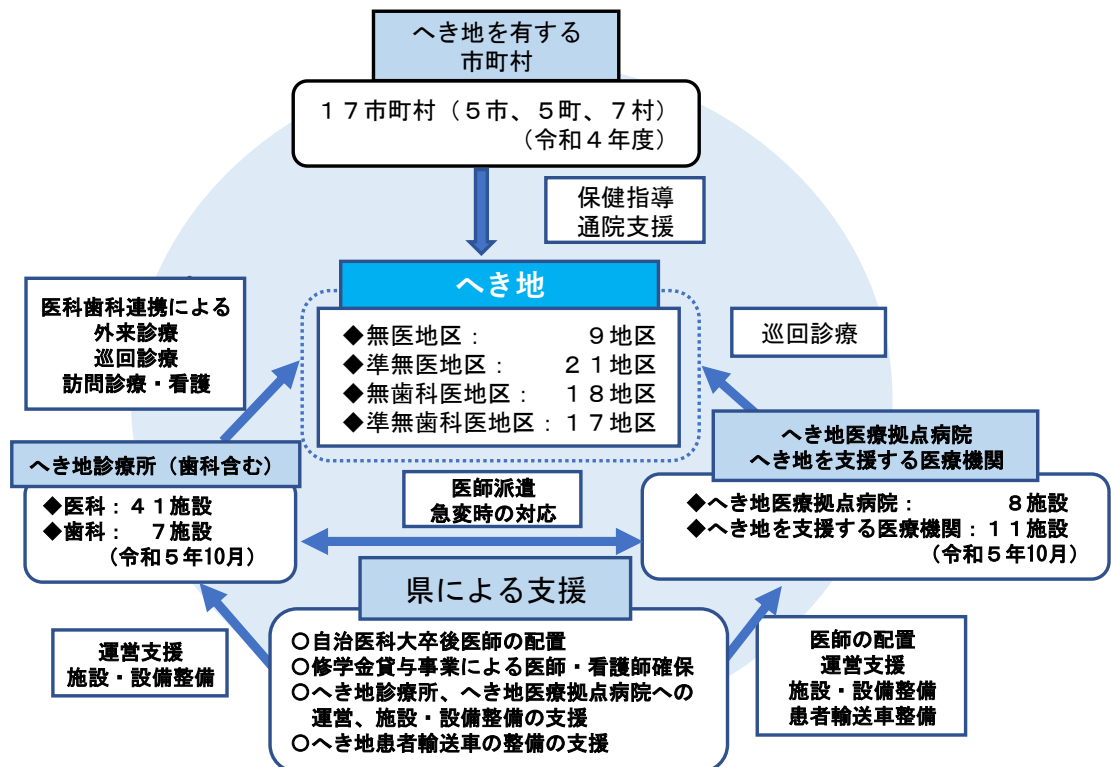 へき地を有する
市町村
１７市町村（５市、５町、７村）
（令和４年度）
保健指導
通院支援
へき地
◆無医地区：　　　９地区
◆準無医地区：　　２１地区
◆無歯科医地区：　１８地区
◆準無歯科医地区：１７地区
医科歯科連携による
外来診療
巡回診療
訪問診療・看護
巡回診療
へき地診療所（歯科含む）
◆医科：４１施設
◆歯科：　７施設
（令和５年10月）
医師派遣
急変時の対応
へき地医療拠点病院
へき地を支援する医療機関
◆へき地医療拠点病院：　　　８施設
◆へき地を支援する医療機関：１１施設
（令和５年10月）
県による支援
○自治医科大卒後医師の配置
○修学金貸与事業による医師・看護師確保
○へき地診療所、へき地医療拠点病院への
運営、施設・設備整備の支援
○へき地患者輸送車の整備の支援
運営支援
施設・設備整備
医師の配置
運営支援
施設・設備整備
患者輸送車整備